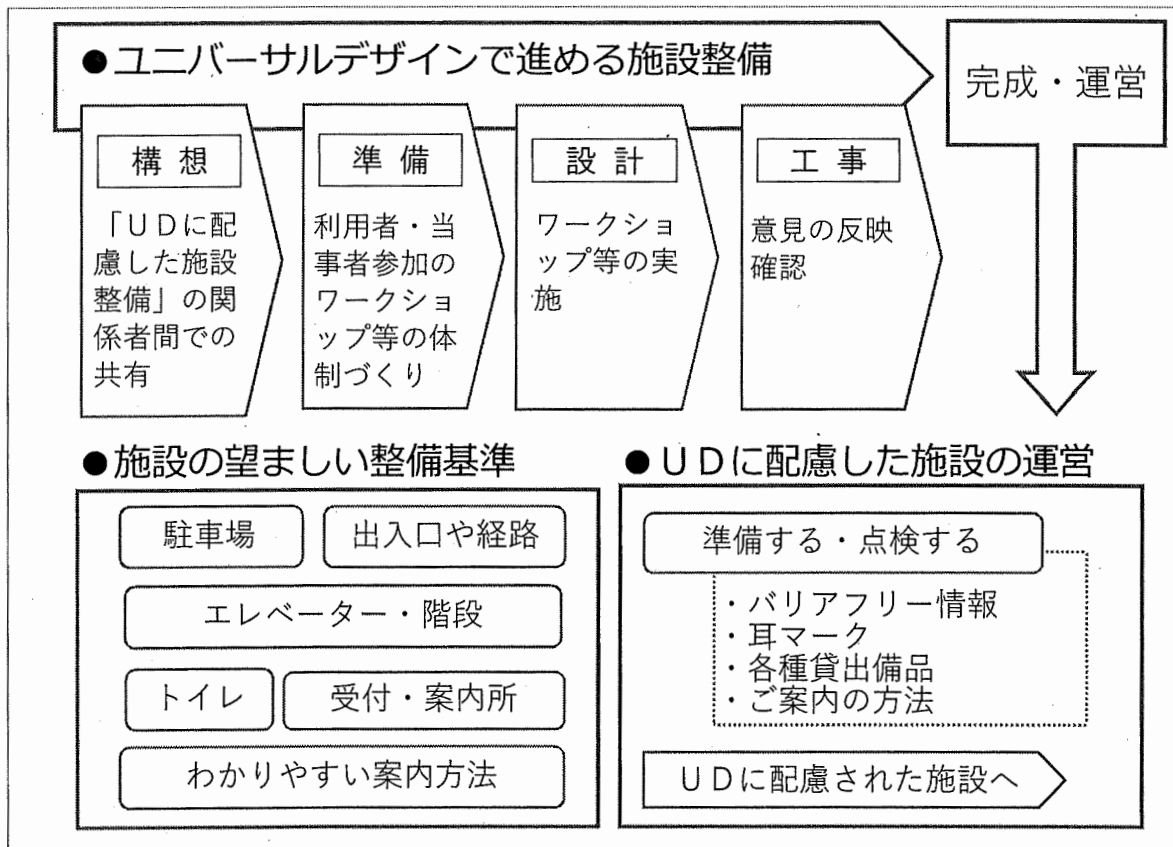 ●ユニバーサルデザインで進める施設整備
完成・運営
構想
「ＵＤに配
慮した施設
整備」の関
係者間での
共有
準備
利用者・当
事者参加の
ワークショ
ップ等の体
制づくり
設計
ワークショ
ップ等の実
施
工事
意見の反映
確認
●施設の望ましい整備基準
駐車場
出入口や経路
エレベーター・階段
トイレ
受付・案内所
わかりやすい案内方法
●ＵＤに配慮した施設の運営
準備する・点検する
・バリアフリー情報
・耳マーク
・各種貸出備品
・ご案内の方法
ＵＤに配慮された施設へ